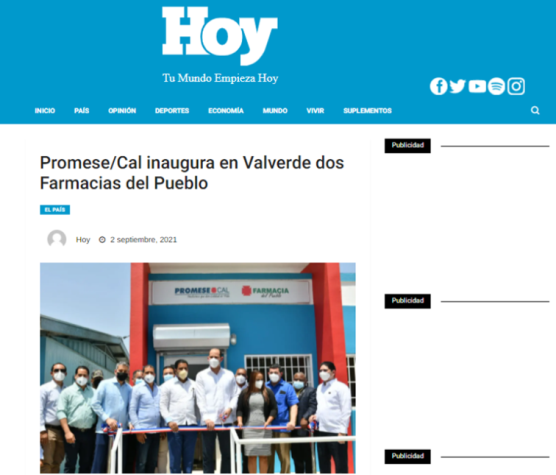 Hoy
Tu Mundo Empieza Hoy
INICIO PAÍS OPINIÓN DEPORTES ECONOMÍA MUNDO VIVIR SUPLEMENTOS
Publicidad
Promese/Cal inaugura en Valverde dos
Farmacias del Pueblo
EL PAÍS
Hoy 2 septiembre, 2021
PROMESE CAL FARMACIA
del Pueblo
Publicidad
Publicidad